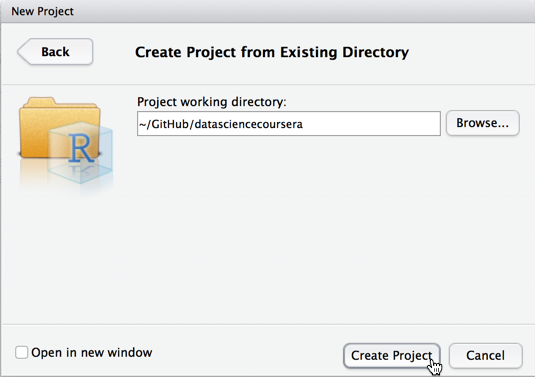 New Project
Back
Create Project from Existing Directory
Project working directory:
~/GitHub/datasciencecoursera
Browse...
R
Open in new window
Create Project
Cancel